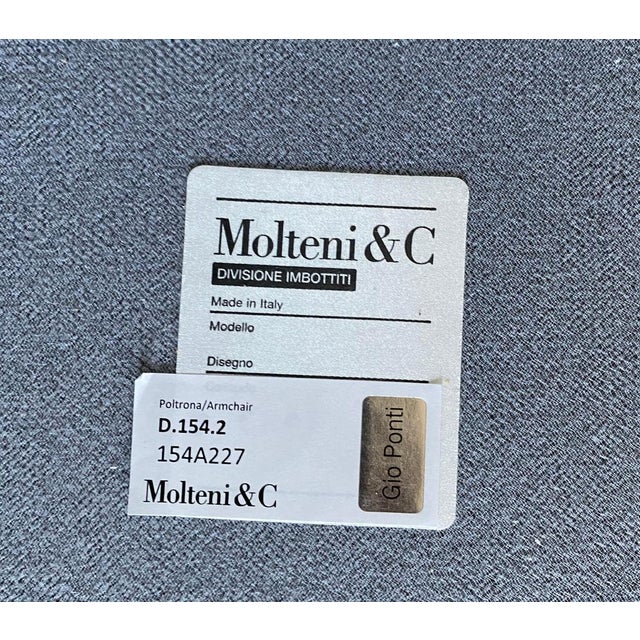 Molteni & C
DIVISIONE IMBOTTITI
Made in Italy
Modello
Disegno
Poltrona/Armchair
D.154.2
154A227
Molteni & C
Gio Ponti